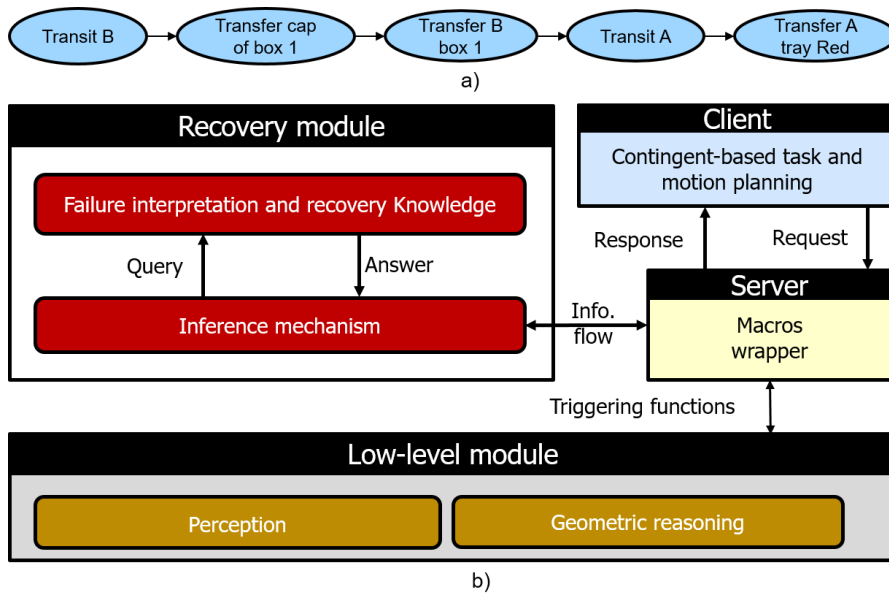 Transit B
Transfer cap
of box 1
Transfer B
box 1
Transit A
Transfer A
tray Red
a)
Recovery module
Failure interpretation and recovery Knowledge
Query
Answer
Inference mechanism
Info.
flow
Client
Contingent-based task and
motion planning
Response
Request
Server
Macros
wrapper
Triggering functions
Low-level module
Perception
Geometric reasoning
b)